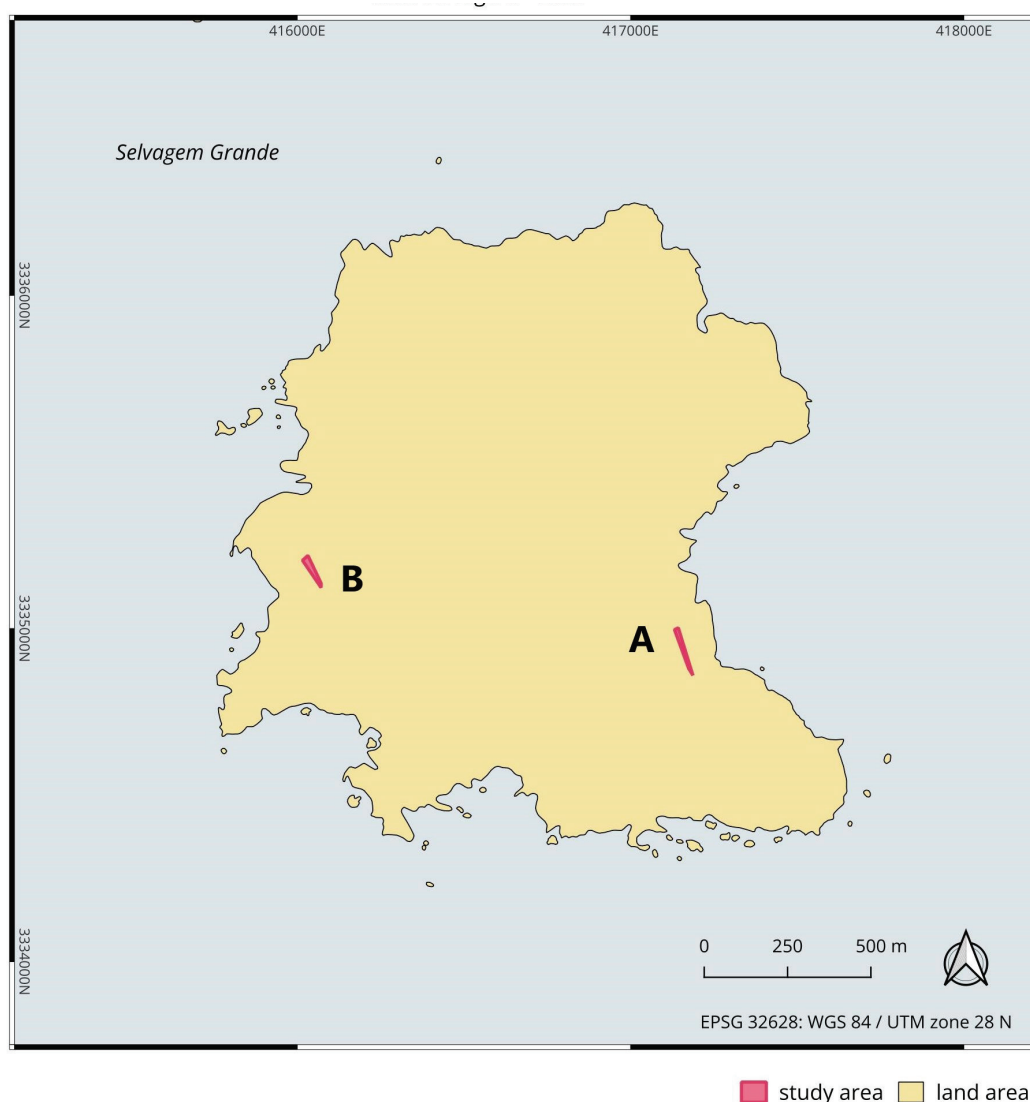 416000E
417000E
418000E
Selvagem Grande
3336000N
B
3335000N
A
3334000N
0 250 500 m
EPSG 32628: WGS 84 / UTM zone 28 N
study area land area